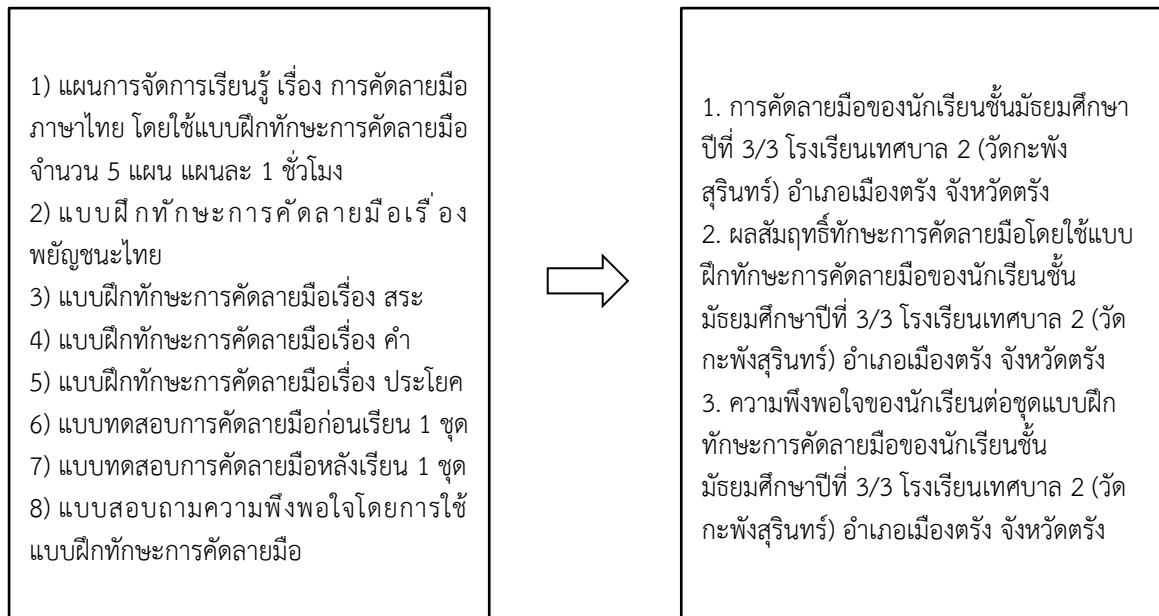 1) แผนการจัดการเรียนรู้ เรื่อง การคัดลายมือ
ภาษาไทย โดยใช้แบบฝึกทักษะการคัดลายมือ
จำนวน 5 แผน แผนละ 1 ชั่วโมง
2) แบบฝึกทักษะการคัดลายมือเรื่อง
พยัญชนะไทย
3) แบบฝึกทักษะการคัดลายมือเรื่อง สระ
4) แบบฝึกทักษะการคัดลายมือเรื่อง คำ
5) แบบฝึกทักษะการคัดลายมือเรื่อง ประโยค
6) แบบทดสอบการคัดลายมือก่อนเรียน 1 ชุด
7) แบบทดสอบการคัดลายมือหลังเรียน 1 ชุด
8) แบบสอบถามความพึงพอใจโดยการใช้
แบบฝึกทักษะการคัดลายมือ
1. การคัดลายมือของนักเรียนชั้นมัธยมศึกษา
ปีที่ 3/3 โรงเรียนเทศบาล 2 (วัดกะพัง
สุรินทร์) อำเภอเมืองตรัง จังหวัดตรัง
2. ผลสัมฤทธิ์ทักษะการคัดลายมือโดยใช้แบบ
ฝึกทักษะการคัดลายมือของนักเรียนชั้น
มัธยมศึกษาปีที่ 3/3 โรงเรียนเทศบาล 2 (วัด
กะพังสุรินทร์) อำเภอเมืองตรัง จังหวัดตรัง
3. ความพึงพอใจของนักเรียนต่อชุดแบบฝึก
ทักษะการคัดลายมือของนักเรียนชั้น
มัธยมศึกษาปีที่ 3/3 โรงเรียนเทศบาล 2 (วัด
กะพังสุรินทร์) อำเภอเมืองตรัง จังหวัดตรัง